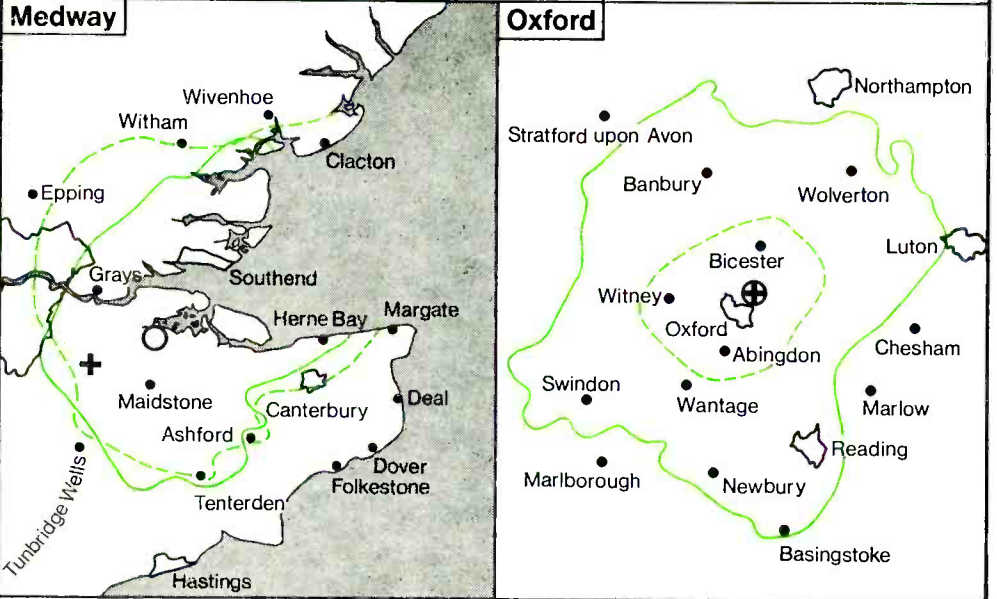 Medway
Wivenhoe
Witham
Clacton
Epping
Grays
Southend
Herne Bay
Margate
Maidstone
Canterbury
Deal
Ashford
Dover
Folkestone
Tenterden
Tunbridge Wells
Hastings
Oxford
Northampton
Stratford upon Avon
Banbury
Wolverton
Luton
Bicester
Witney
Oxford
Abingdon
Chesham
Swindon
Wantage
Marlow
Reading
Marlborough
Newbury
Basingstoke